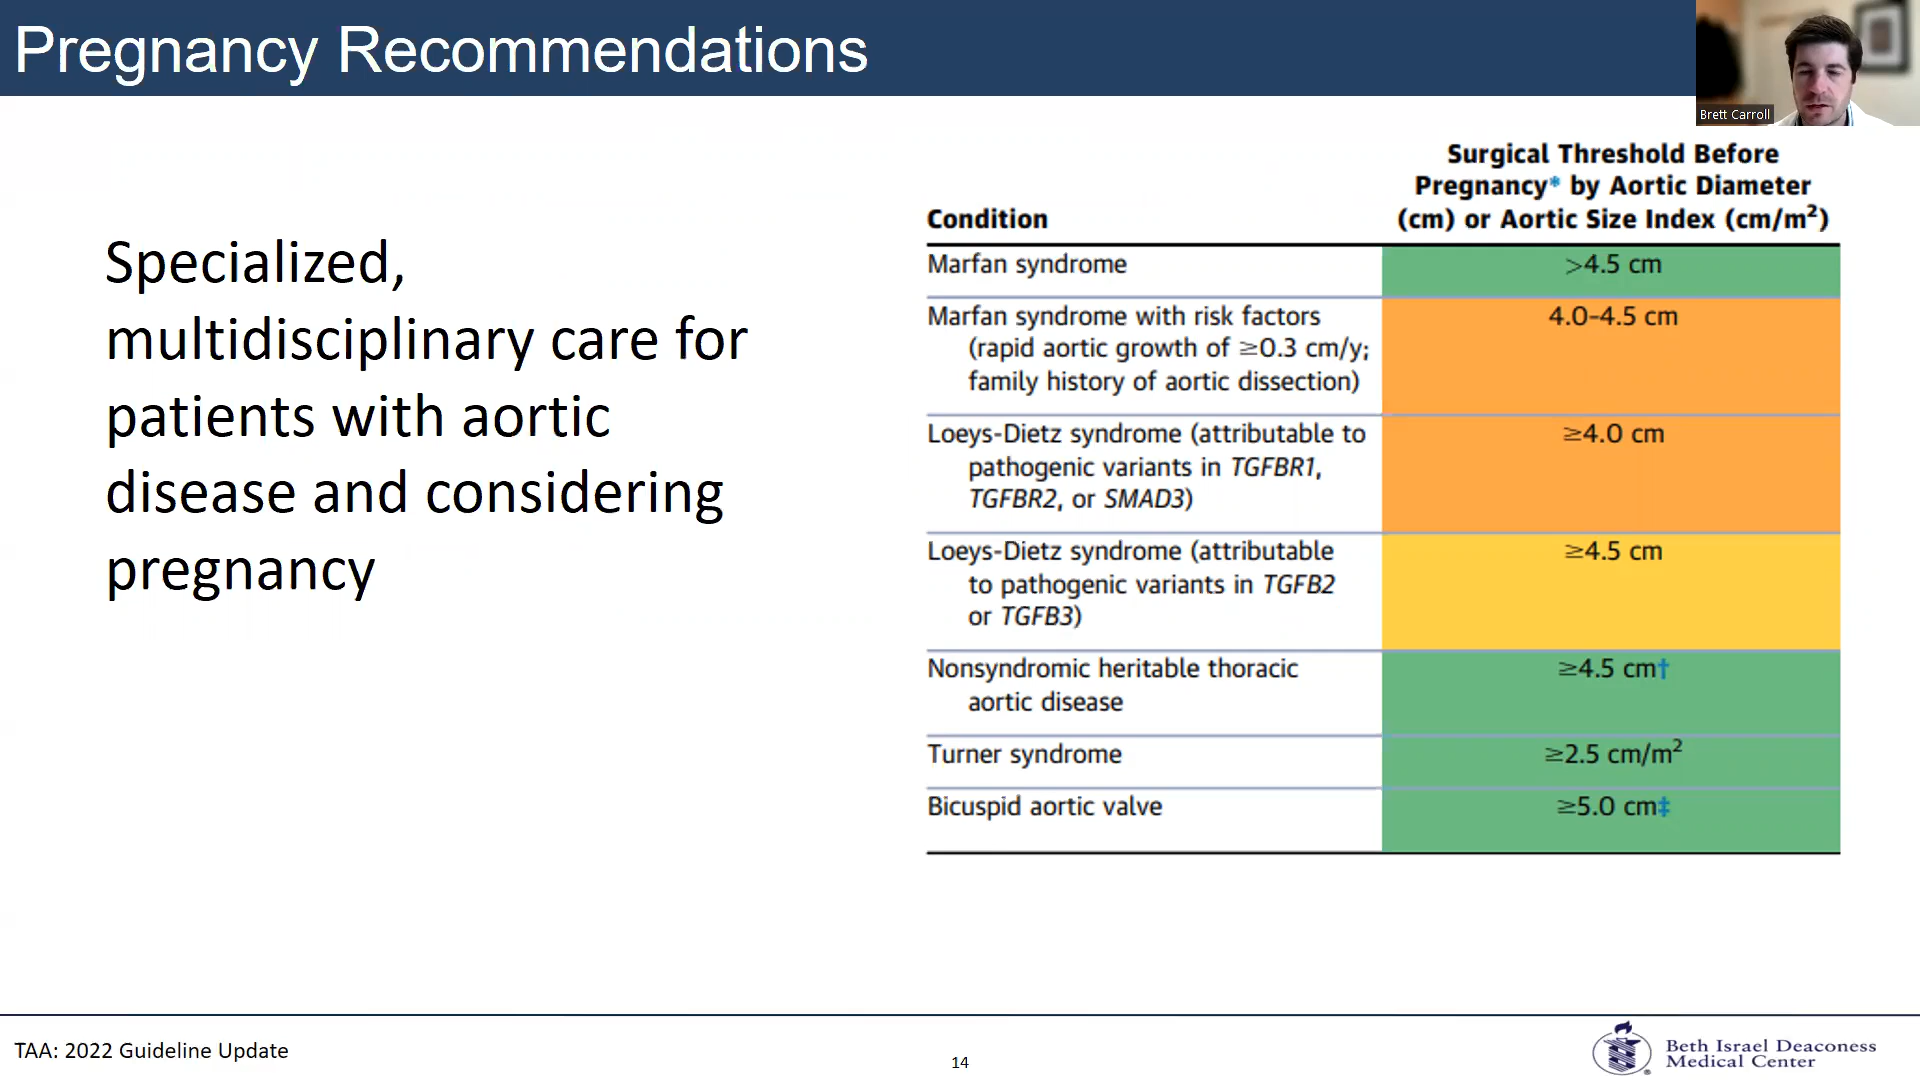 Pregnancy Recommendations
Brett Carroll
Specialized,
multidisciplinary care for
patients with aortic
disease and considering
pregnancy
Surgical Threshold Before
Pregnancy* by Aortic Diameter
Condition (cm) or Aortic Size Index (cm/m²)
Marfan syndrome >4.5 cm
Marfan syndrome with risk factors 4.0–4.5 cm
(rapid aortic growth of ≥0.3 cm/y;
family history of aortic dissection)
Loeys-Dietz syndrome (attributable to ≥4.0 cm
pathogenic variants in TGFBR1,
TGFBR2, or SMAD3)
Loeys-Dietz syndrome (attributable ≥4.5 cm
to pathogenic variants in TGFB2
or TGFB3)
Nonsyndromic heritable thoracic ≥4.5 cm†
aortic disease
Turner syndrome ≥2.5 cm/m²
Bicuspid aortic valve ≥5.0 cm‡
TAA: 2022 Guideline Update
14
Beth Israel Deaconess
Medical Center